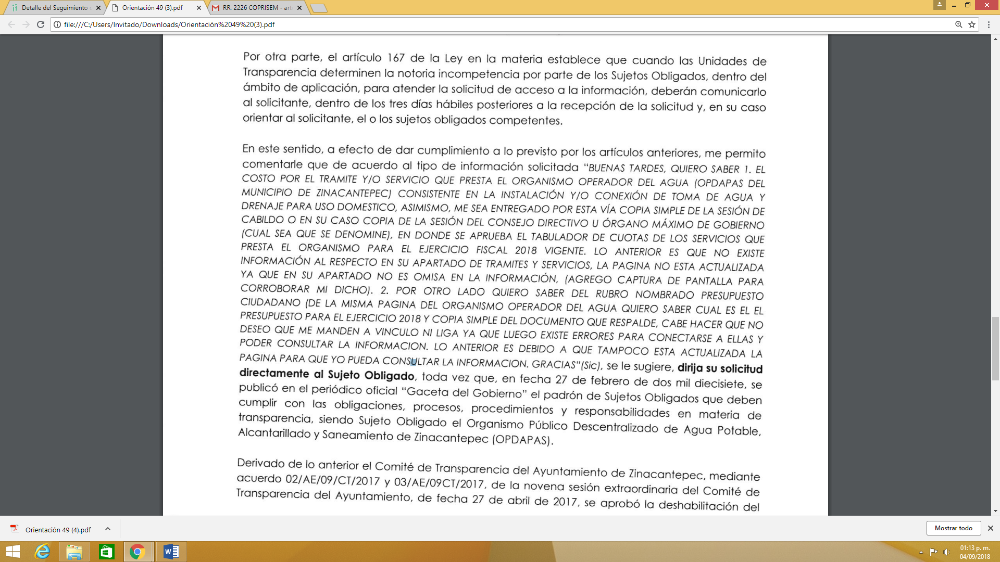 Detalle del Seguimiento
Orientación 49 (3).pdf
RR. 2226 COPRISEM - art
file:///C:/Users/Invitado/Downloads/Orientación%2049%20(3).pdf
Por otra parte, el artículo 167 de la Ley en la materia establece que cuando las Unidades de
Transparencia determinen la notoria incompetencia por parte de los Sujetos Obligados, dentro del
ámbito de aplicación, para atender la solicitud de acceso a la información, deberán comunicarlo
al solicitante, dentro de los tres días hábiles posteriores a la recepción de la solicitud y, en su caso
orientar al solicitante, el o los sujetos obligados competentes.
En este sentido, a efecto de dar cumplimiento a lo previsto por los artículos anteriores, me permito
comentarle que de acuerdo al tipo de información solicitada “BUENAS TARDES, QUIERO SABER 1. EL
COSTO POR EL TRAMITE Y/O SERVICIO QUE PRESTA EL ORGANISMO OPERADOR DEL AGUA (OPDAPAS DEL
MUNICIPIO DE ZINACANTEPEC) CONSISTENTE EN LA INSTALACIÓN Y/O CONEXIÓN DE TOMA DE AGUA Y
DRENAJE PARA USO DOMESTICO, ASIMISMO, ME SEA ENTREGADO POR ESTA VÍA COPIA SIMPLE DE LA SESIÓN DE
CABILDO O EN SU CASO COPIA DE LA SESIÓN DEL CONSEJO DIRECTIVO U ÓRGANO MÁXIMO DE GOBIERNO
(CUAL SEA QUE SE DENOMINE), EN DONDE SE APRUEBA EL TABULADOR DE CUOTAS DE LOS SERVICIOS QUE
PRESTA EL ORGANISMO PARA EL EJERCICIO FISCAL 2018 VIGENTE. LO ANTERIOR ES QUE NO EXISTE
INFORMACIÓN AL RESPECTO EN SU APARTADO DE TRAMITES Y SERVICIOS, LA PAGINA NO ESTA ACTUALIZADA
YA QUE EN SU APARTADO NO ES OMISA EN LA INFORMACIÓN, (AGREGO CAPTURA DE PANTALLA PARA
CORROBORAR MI DICHO). 2. POR OTRO LADO QUIERO SABER DEL RUBRO NOMBRADO PRESUPUESTO
CIUDADANO (DE LA MISMA PAGINA DEL ORGANISMO OPERADOR DEL AGUA QUIERO SABER CUAL ES EL EL
PRESUPUESTO PARA EL EJERCICIO 2018 Y COPIA SIMPLE DEL DOCUMENTO QUE RESPALDE, CABE HACER QUE NO
DESEO QUE ME MANDEN A VINCULO NI LIGA YA QUE LUEGO EXISTE ERRORES PARA CONECTARSE A ELLAS Y
PODER CONSULTAR LA INFORMACION. LO ANTERIOR ES DEBIDO A QUE TAMPOCO ESTA ACTUALIZADA LA
PAGINA PARA QUE YO PUEDA CONSULTAR LA INFORMACION. GRACIAS”(Sic), se le sugiere, dirija su solicitud
directamente al Sujeto Obligado, toda vez que, en fecha 27 de febrero de dos mil diecisiete, se
publicó en el periódico oficial “Gaceta del Gobierno” el padrón de Sujetos Obligados que deben
cumplir con las obligaciones, procesos, procedimientos y responsabilidades en materia de
transparencia, siendo Sujeto Obligado el Organismo Público Descentralizado de Agua Potable,
Alcantarillado y Saneamiento de Zinacantepec (OPDAPAS).
Derivado de lo anterior el Comité de Transparencia del Ayuntamiento de Zinacantepec, mediante
acuerdo 02/AE/09/CT/2017 y 03/AE/09CT/2017, de la novena sesión extraordinaria del Comité de
Transparencia del Ayuntamiento, de fecha 27 de abril de 2017, se aprobó la deshabilitación del
Orientación 49 (4).pdf
Mostrar todo
01:13 p. m.
04/09/2018